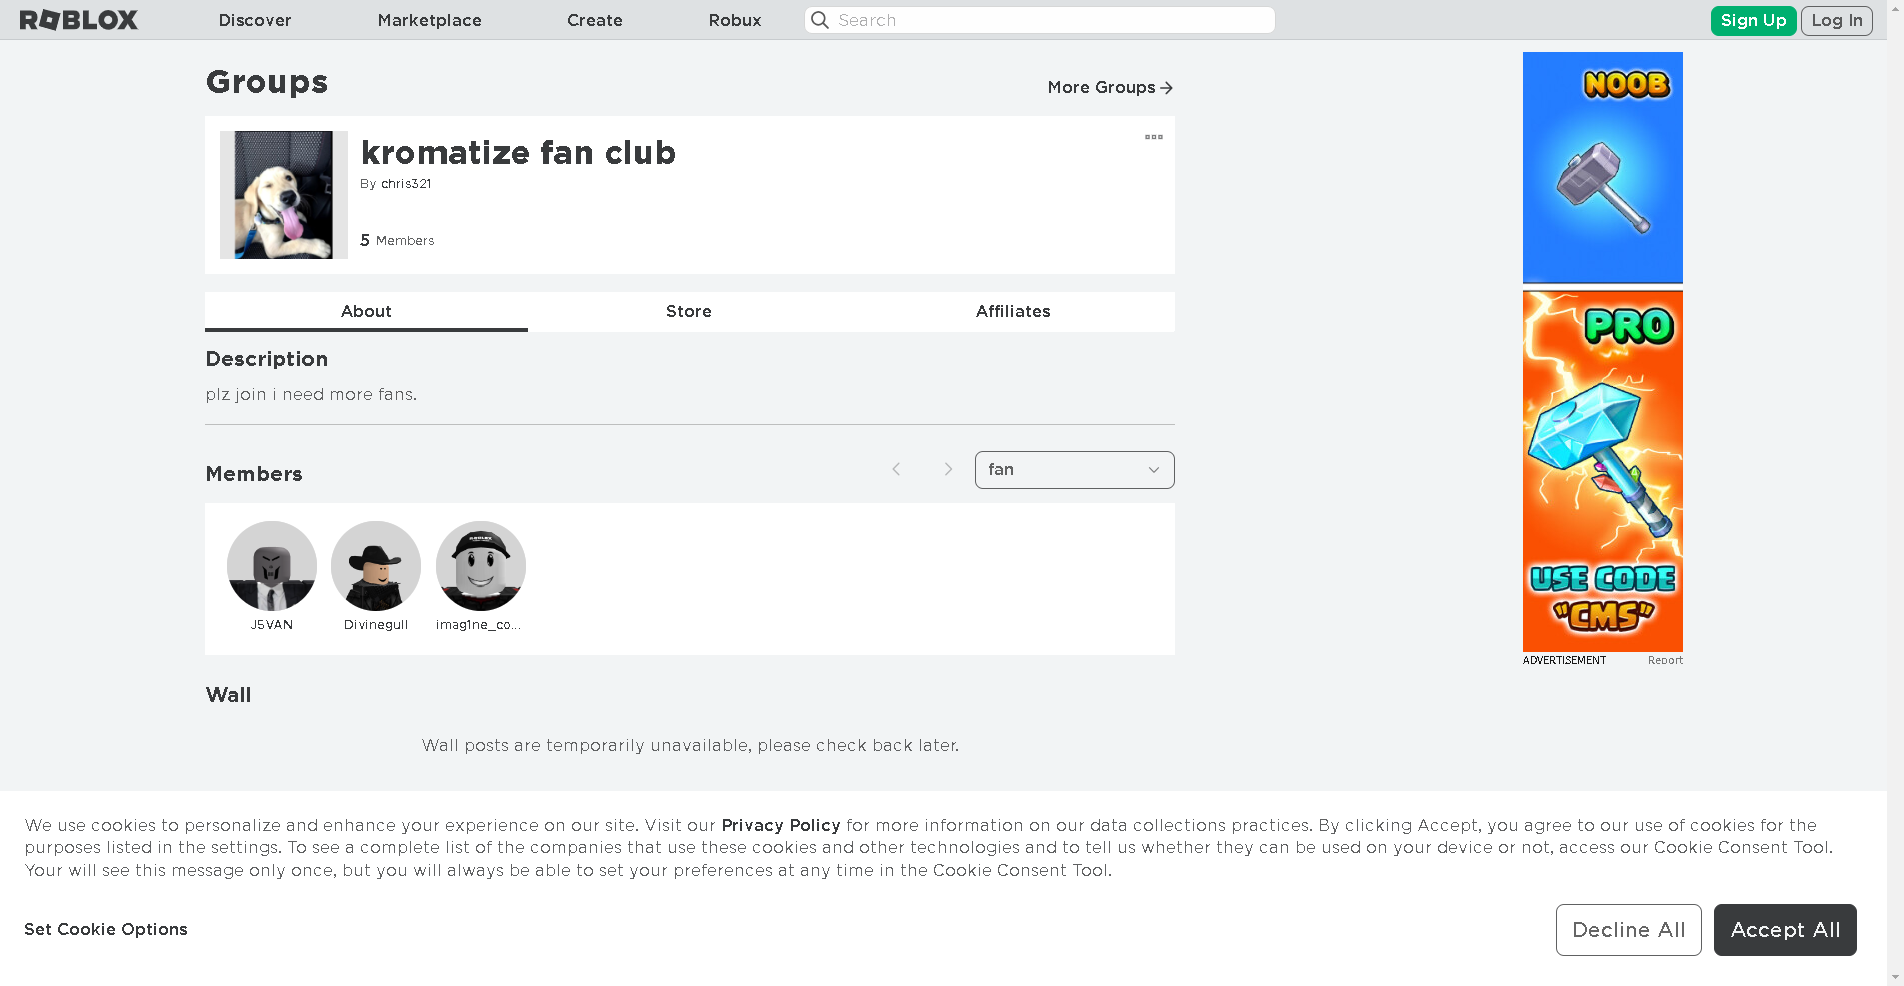 ROBLOX Discover Marketplace Create Robux Search Sign Up Log In
Groups
More Groups
kromatize fan club
By chris321
5 Members
About Store Affiliates
Description
plz join i need more fans.
Members
fan
ROBLOX
J5VAN Divinegull imag1ne_co...
Wall
Wall posts are temporarily unavailable, please check back later.
NOOB
PRO
USE CODE
"CMS"
ADVERTISEMENT Report
We use cookies to personalize and enhance your experience on our site. Visit our Privacy Policy for more information on our data collections practices. By clicking Accept, you agree to our use of cookies for the
purposes listed in the settings. To see a complete list of the companies that use these cookies and other technologies and to tell us whether they can be used on your device or not, access our Cookie Consent Tool.
Your will see this message only once, but you will always be able to set your preferences at any time in the Cookie Consent Tool.
Set Cookie Options
Decline All Accept All